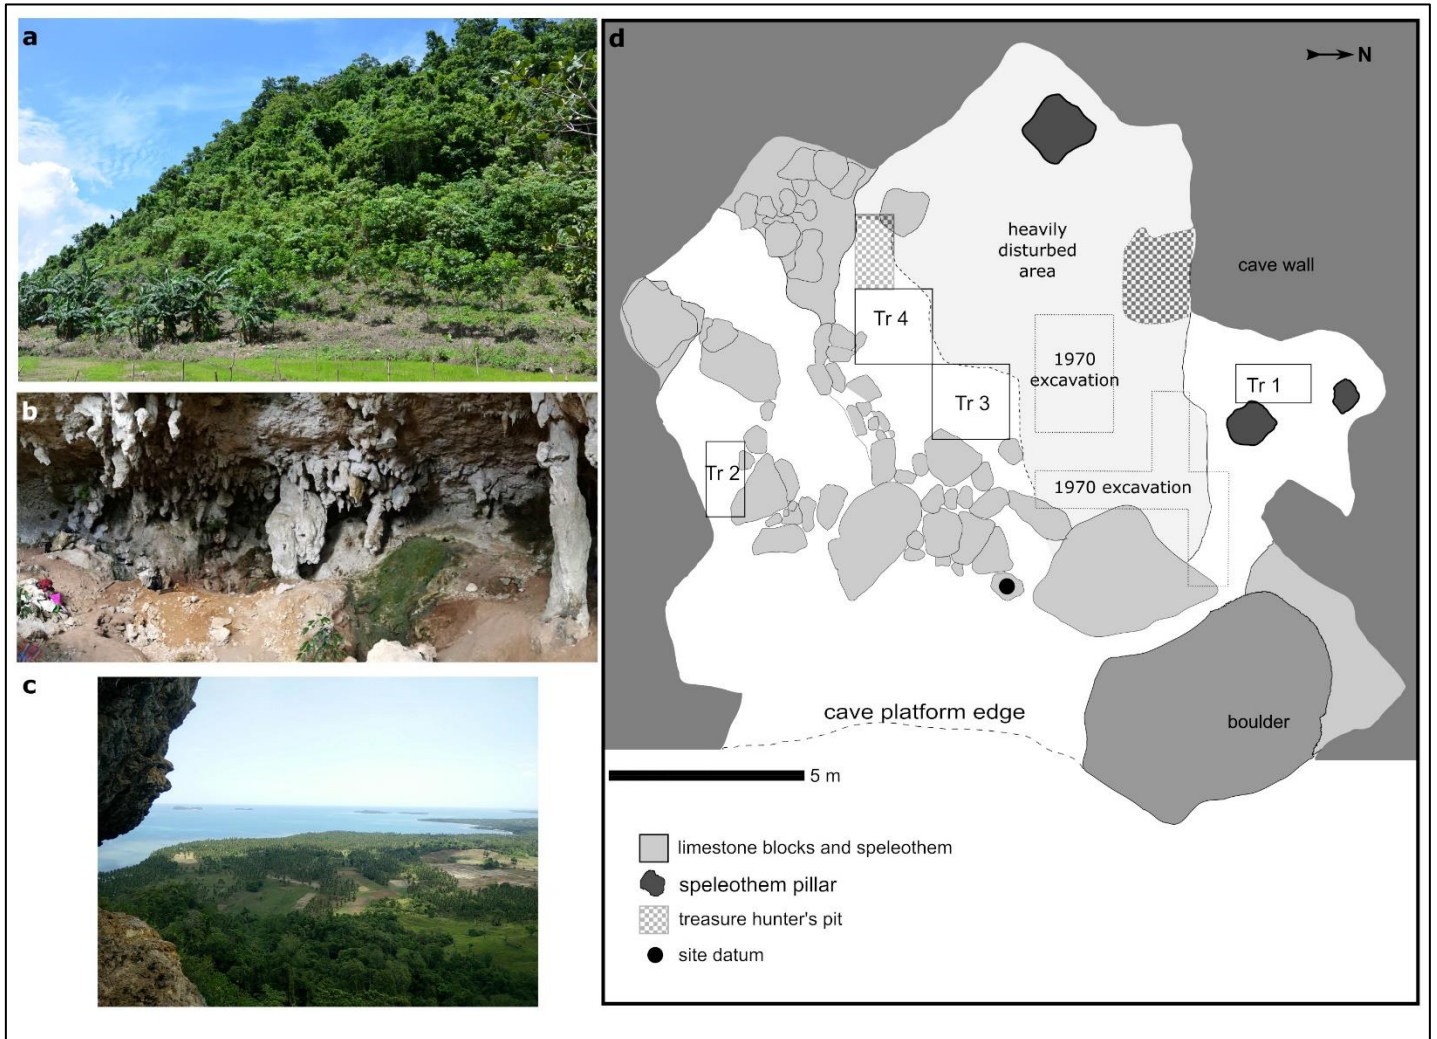 a
b
c
d
N
heavily
disturbed
area
cave wall
Tr 4
1970
excavation
Tr 1
Tr 3
Tr 2
1970 excavation
cave platform edge
boulder
5 m
limestone blocks and speleothem
speleothem pillar
treasure hunter's pit
site datum